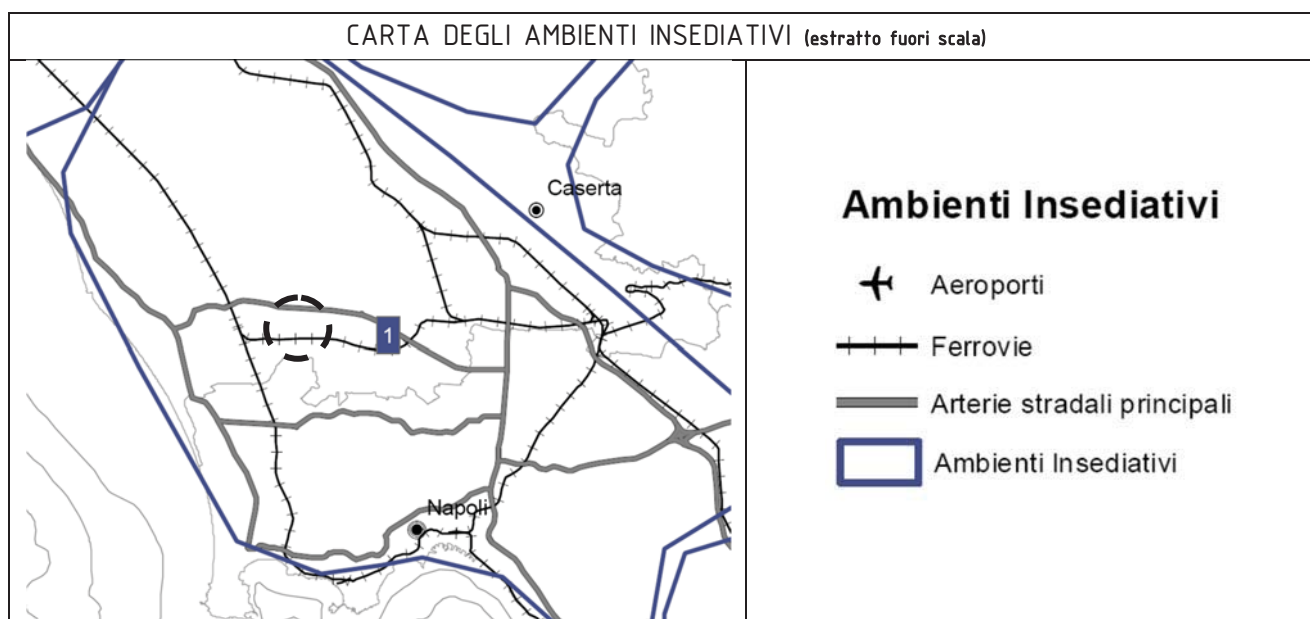 CARTA DEGLI AMBIENTI INSEDIATIVI (estratto fuori scala)
Caserta
1
Napoli
Ambienti Insediativi
Aeroporti
Ferrovie
Arterie stradali principali
Ambienti Insediativi